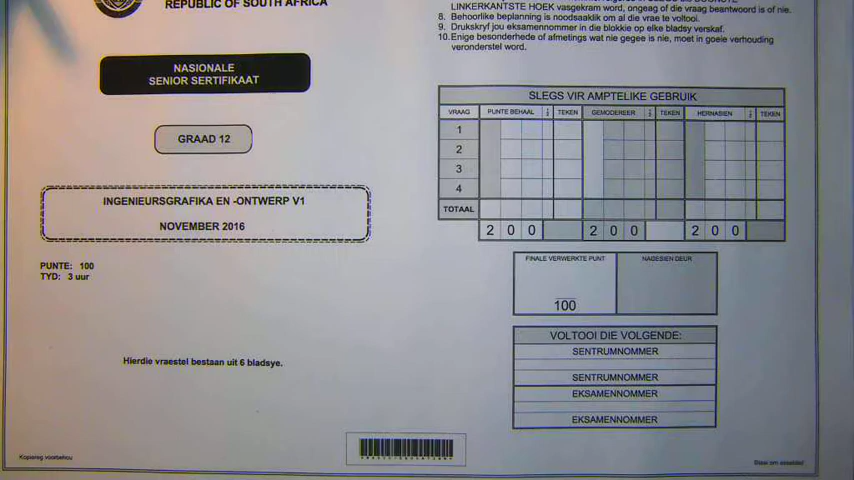 REPUBLIC OF SOUTH AFRICA
NASIONALE
SENIOR SERTIFIKAAT
GRAAD 12
INGENIEURSGRAFIKA EN -ONTWERP V1
NOVEMBER 2016
PUNTE: 100
TYD: 3 uur
Hierdie vraestel bestaan uit 6 bladsye.
Kopiereg voorbehou
LINKERKANTSTE HOEK vasgekram word, ongeag of die vraag beantwoord is of nie.
8. Behoorlike beplanning is noodsaaklik om al die vrae te voltooi.
9. Drukskryf jou eksamennommer in die blokkie op elke bladsy verskaf.
10. Enige besonderhede of afmetings wat nie gegee is nie, moet in goeie verhouding
veronderstel word.
SLEGS VIR AMPTELIKE GEBRUIK
VRAAG PUNTE BEHAAL ½ TEKEN GEMODEREER ½ TEKEN HERNASIEN ½ TEKEN
1
2
3
4
TOTAAL
2 0 0 2 0 0 2 0 0
FINALE VERWERKTE PUNT NAGESIEN DEUR
100
VOLTOOI DIE VOLGENDE:
SENTRUMNOMMER
SENTRUMNOMMER
EKSAMENNOMMER
EKSAMENNOMMER
Blaai om asseblief